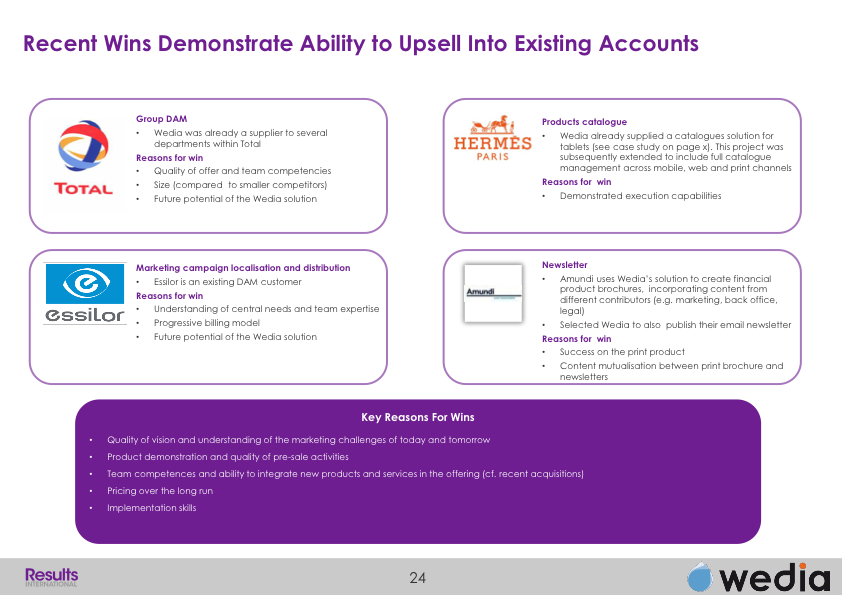 Recent Wins Demonstrate Ability to Upsell Into Existing Accounts
TOTAL
Group DAM
• Wedia was already a supplier to several
departments within Total
Reasons for win
• Quality of offer and team competencies
• Size (compared to smaller competitors)
• Future potential of the Wedia solution
HERMÈS
PARIS
Products catalogue
• Wedia already supplied a catalogues solution for
tablets (see case study on page x). This project was
subsequently extended to include full catalogue
management across mobile, web and print channels
Reasons for win
• Demonstrated execution capabilities
essilor
Marketing campaign localisation and distribution
• Essilor is an existing DAM customer
Reasons for win
• Understanding of central needs and team expertise
• Progressive billing model
• Future potential of the Wedia solution
Amundi
Newsletter
• Amundi uses Wedia's solution to create financial
product brochures, incorporating content from
different contributors (e.g. marketing, back office,
legal)
• Selected Wedia to also publish their email newsletter
Reasons for win
• Success on the print product
• Content mutualisation between print brochure and
newsletters
Key Reasons For Wins
• Quality of vision and understanding of the marketing challenges of today and tomorrow
• Product demonstration and quality of pre-sale activities
• Team competences and ability to integrate new products and services in the offering (cf. recent acquisitions)
• Pricing over the long run
• Implementation skills
Results
INTERNATIONAL
24
wedia